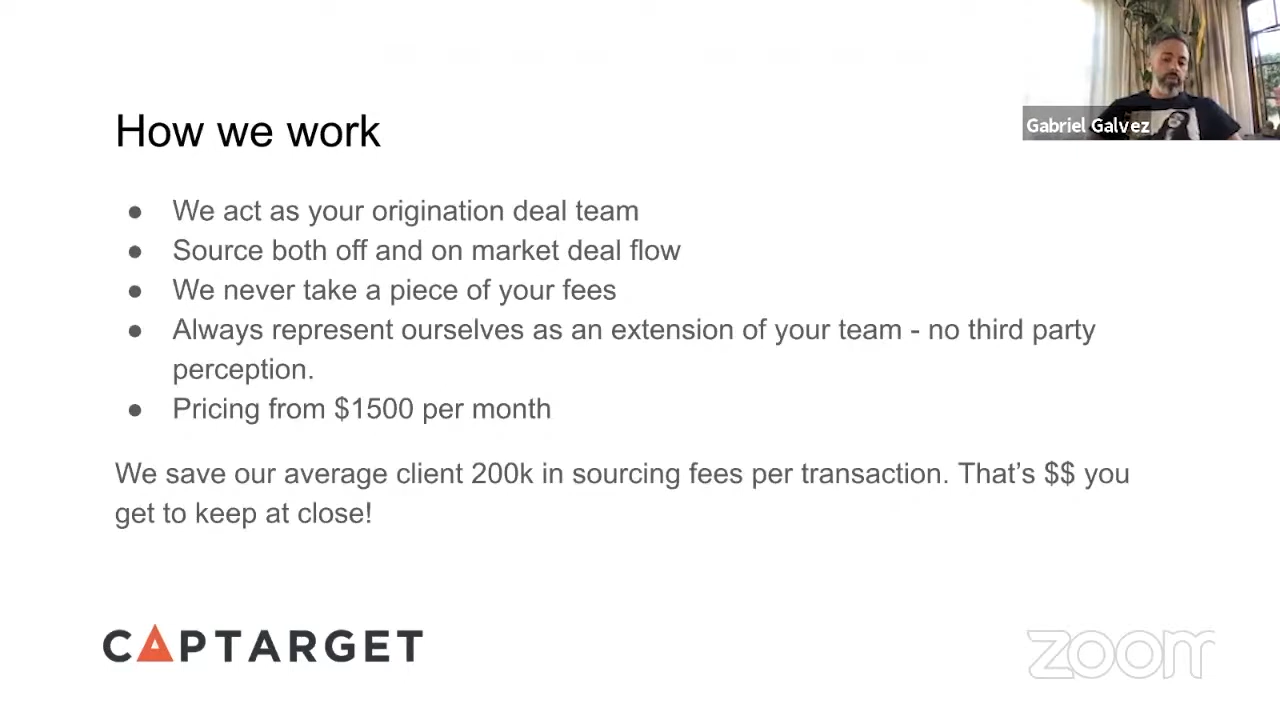 How we work
Gabriel Galvez
● We act as your origination deal team
● Source both off and on market deal flow
● We never take a piece of your fees
● Always represent ourselves as an extension of your team - no third party
perception.
● Pricing from $1500 per month
We save our average client 200k in sourcing fees per transaction. That’s $$ you
get to keep at close!
CAPTARGET
zoom